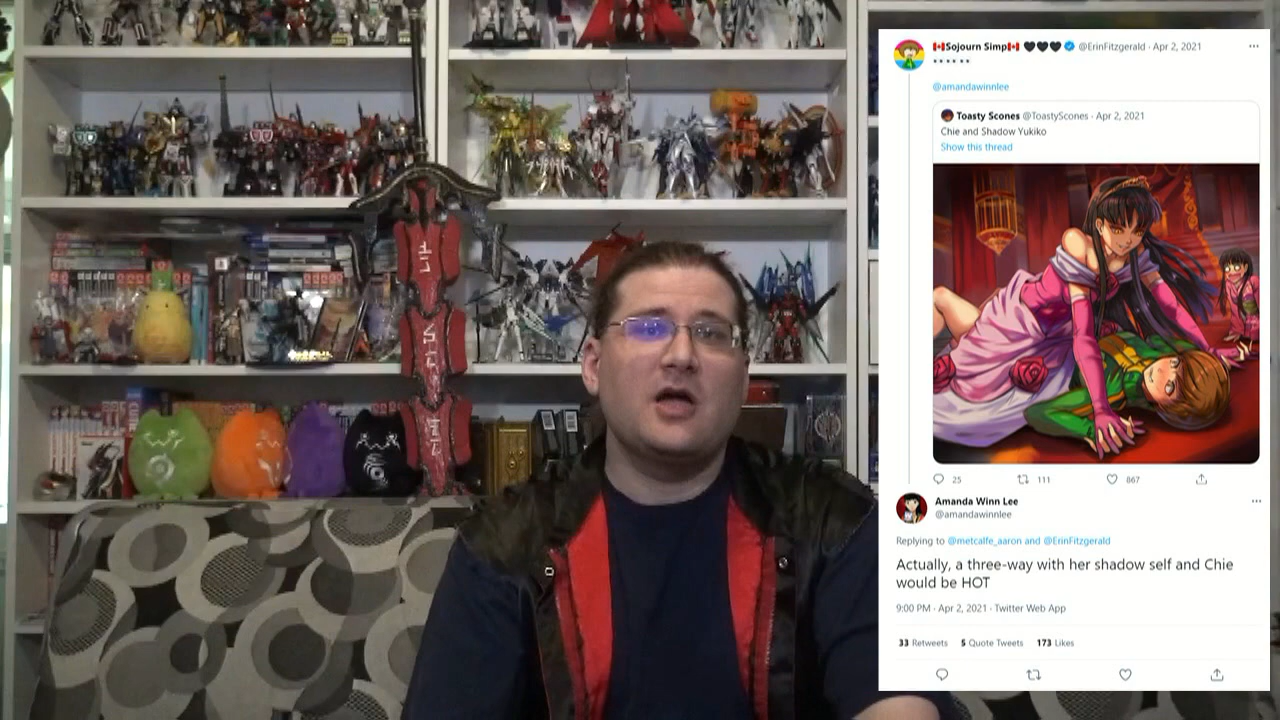 Sojourn Simp @ErinFitzgerald · Apr 2, 2021
@amandawinnlee
Toasty Scones @ToastyScones · Apr 2, 2021
Chie and Shadow Yukiko
Show this thread
25 111 867
Amanda Winn Lee
@amandawinnlee
Replying to @metcalfe_aaron and @ErinFitzgerald
Actually, a three-way with her shadow self and Chie
would be HOT
9:00 PM · Apr 2, 2021 · Twitter Web App
33 Retweets 5 Quote Tweets 173 Likes